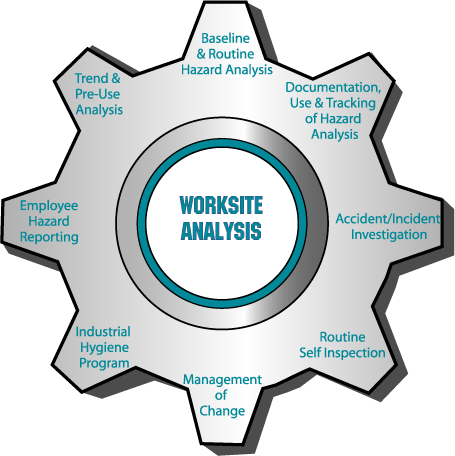 Baseline
& Routine
Hazard Analysis
Documentation,
Use & Tracking
of Hazard
Analysis
Accident/Incident
Investigation
Routine
Self Inspection
Management
of
Change
Industrial
Hygiene
Program
Employee
Hazard
Reporting
Trend &
Pre-Use
Analysis
WORKSITE
ANALYSIS